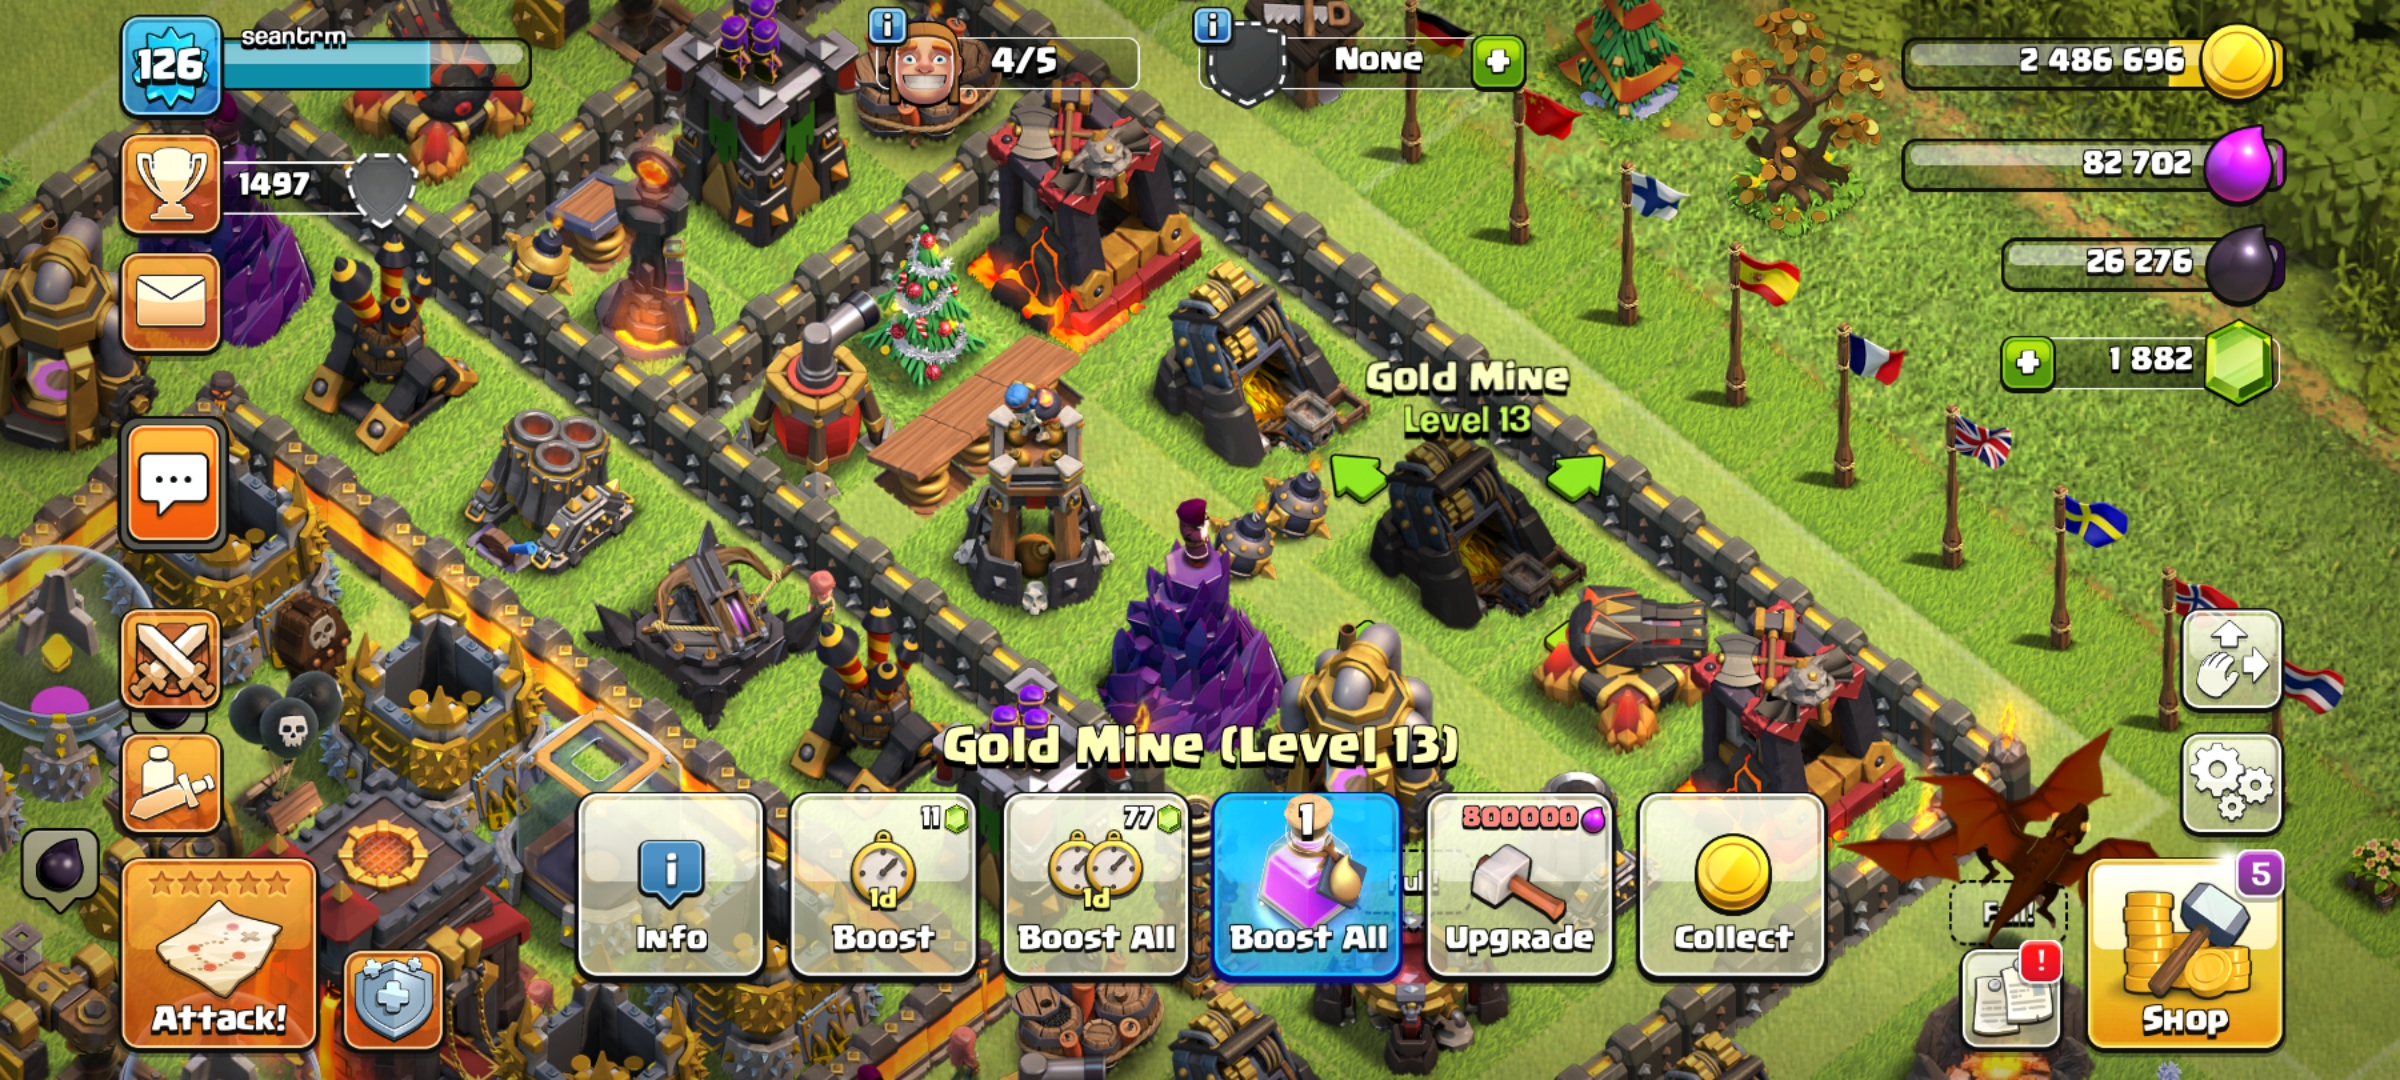 126
seantrm
4/5
None
2 486 696
1497
82 702
26 276
1 882
Gold Mine
Level 13
Gold Mine (Level 13)
11
1d
Boost
77
1d
Boost All
1
Boost All
800000
Upgrade
Info
Collect
Full!
5
!
Attack!
Shop